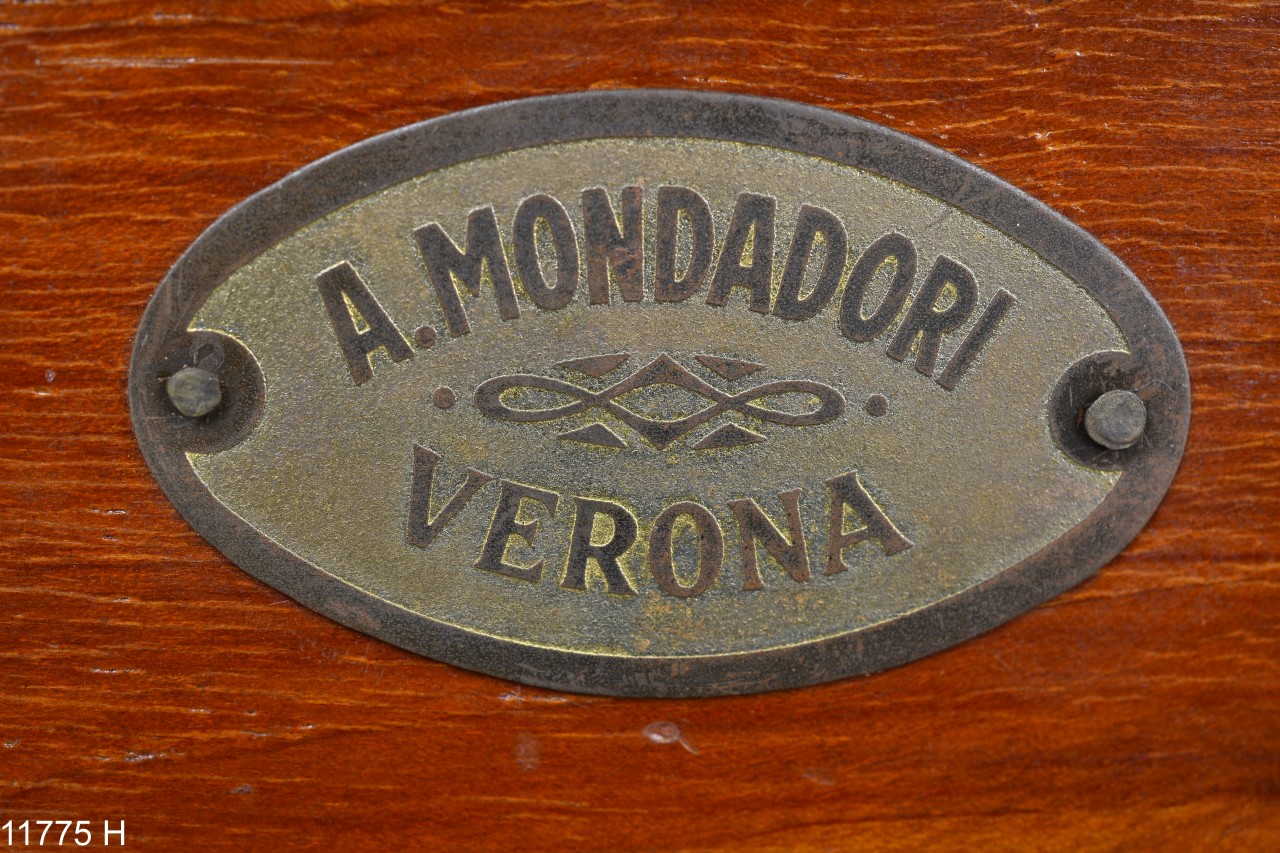 A. MONDADORI
VERONA
11775 H